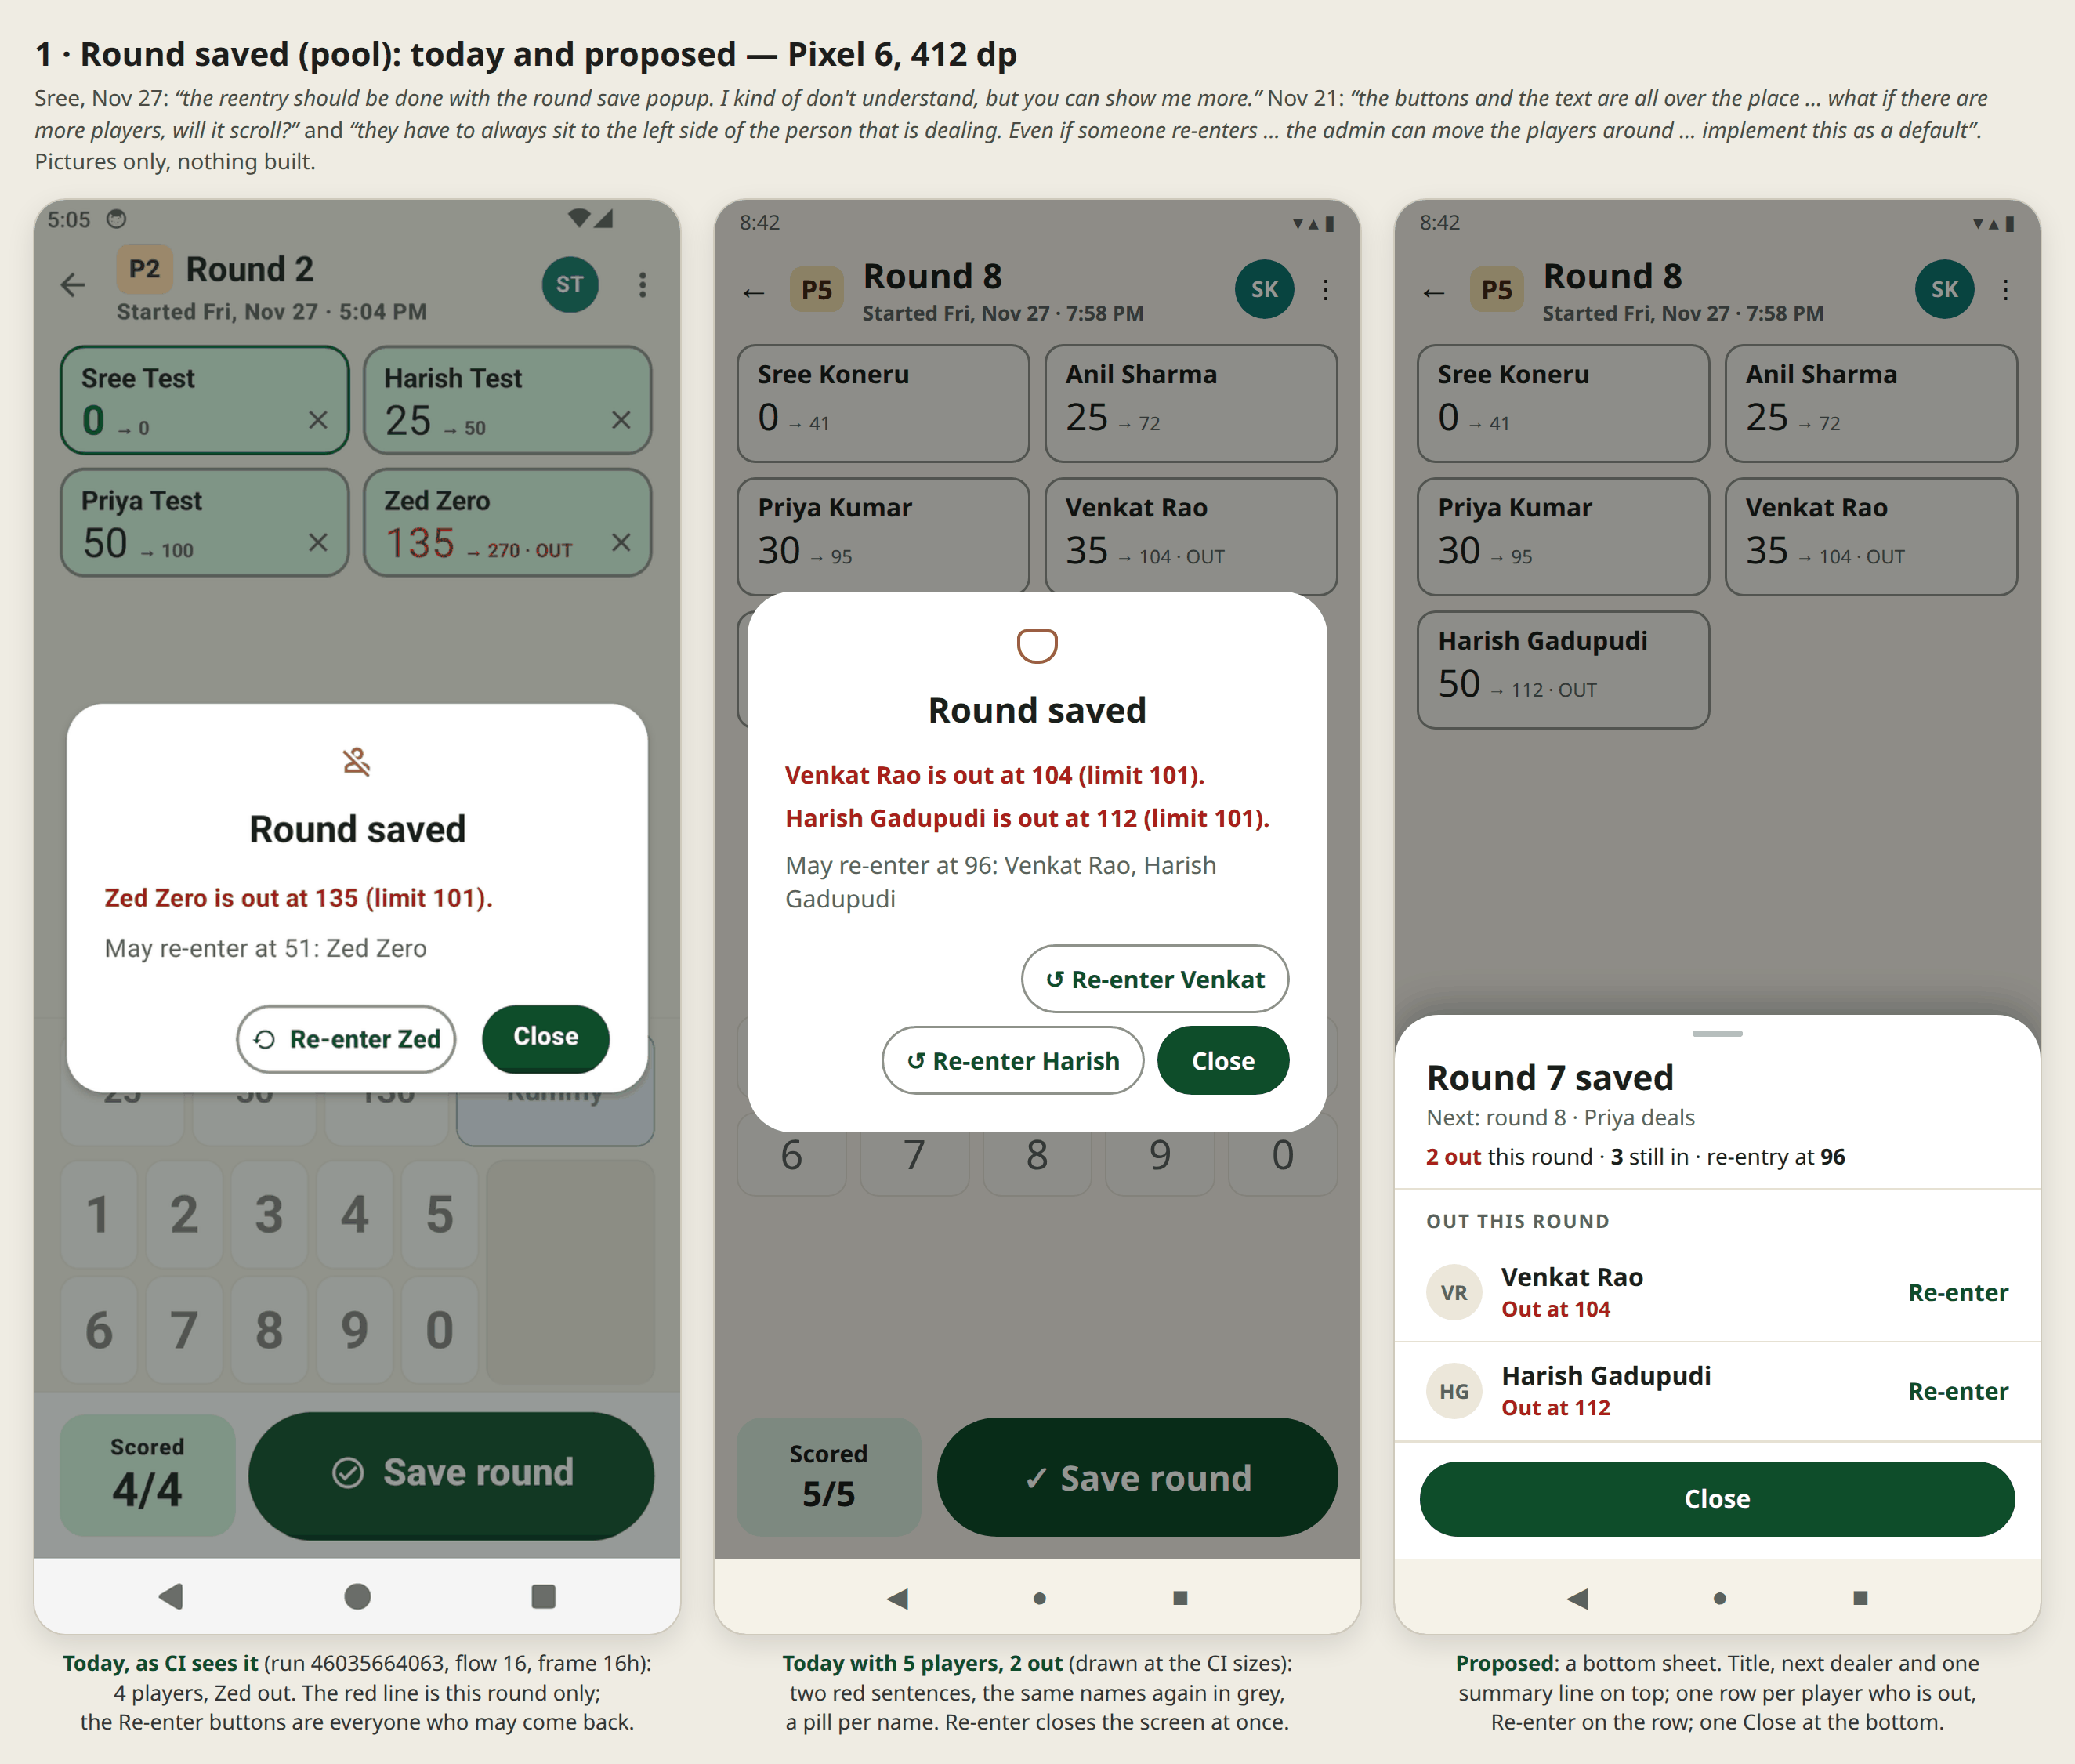 1 · Round saved (pool): today and proposed — Pixel 6, 412 dp
Sree, Nov 27: “the reentry should be done with the round save popup. I kind of don't understand, but you can show me more.” Nov 21: “the buttons and the text are all over the place ... what if there are
more players, will it scroll?” and “they have to always sit to the left side of the person that is dealing. Even if someone re-enters ... the admin can move the players around ... implement this as a default”.
Pictures only, nothing built.
5:05
P2 Round 2
ST
Started Fri, Nov 27 · 5:04 PM
Sree Test
0 → 0
Harish Test
25 → 50
Priya Test
50 → 100
Zed Zero
135 → 270 · OUT
Round saved
Zed Zero is out at 135 (limit 101).
May re-enter at 51: Zed Zero
Re-enter Zed
Close
25 50 150 Rummy
1 2 3 4 5
6 7 8 9 0
Scored
4/4
Save round
Today, as CI sees it (run 46035664063, flow 16, frame 16h):
4 players, Zed out. The red line is this round only;
the Re-enter buttons are everyone who may come back.
8:42
P5 Round 8
SK
Started Fri, Nov 27 · 7:58 PM
Sree Koneru
0 → 41
Anil Sharma
25 → 72
Priya Kumar
30 → 95
Venkat Rao
35 → 104 · OUT
Round saved
Venkat Rao is out at 104 (limit 101).
Harish Gadupudi is out at 112 (limit 101).
May re-enter at 96: Venkat Rao, Harish
Gadupudi
↺ Re-enter Venkat
↺ Re-enter Harish
Close
6 7 8 9 0
Scored
5/5
✓ Save round
Today with 5 players, 2 out (drawn at the CI sizes):
two red sentences, the same names again in grey,
a pill per name. Re-enter closes the screen at once.
8:42
P5 Round 8
SK
Started Fri, Nov 27 · 7:58 PM
Sree Koneru
0 → 41
Anil Sharma
25 → 72
Priya Kumar
30 → 95
Venkat Rao
35 → 104 · OUT
Harish Gadupudi
50 → 112 · OUT
Round 7 saved
Next: round 8 · Priya deals
2 out this round · 3 still in · re-entry at 96
OUT THIS ROUND
VR
Venkat Rao
Out at 104
Re-enter
HG
Harish Gadupudi
Out at 112
Re-enter
Close
Proposed: a bottom sheet. Title, next dealer and one
summary line on top; one row per player who is out,
Re-enter on the row; one Close at the bottom.